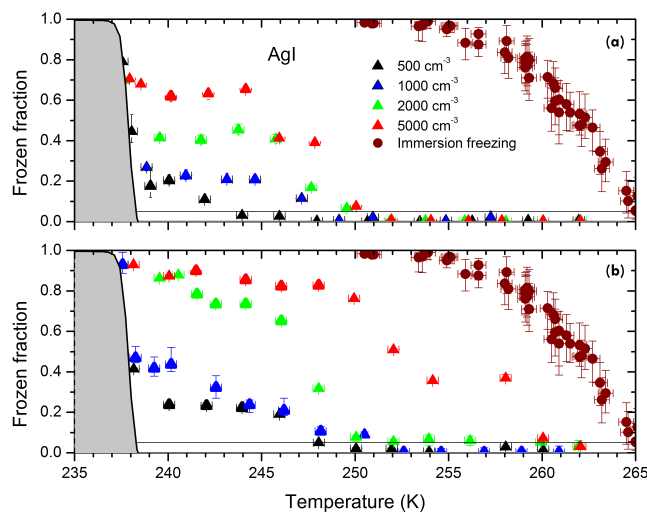 1.0
0.8
0.6
0.4
0.2
0.0
Frozen fraction
AgI
(a)
500 cm⁻³
1000 cm⁻³
2000 cm⁻³
5000 cm⁻³
Immersion freezing
1.0
0.8
0.6
0.4
0.2
0.0
Frozen fraction
(b)
235 240 245 250 255 260 265
Temperature (K)